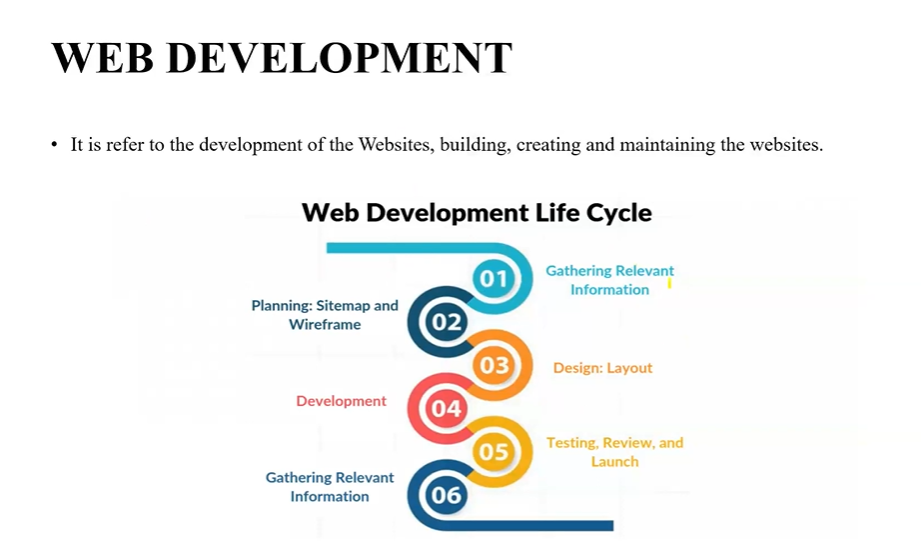 WEB DEVELOPMENT
• It is refer to the development of the Websites, building, creating and maintaining the websites.
Web Development Life Cycle
01
Gathering Relevant
Information
Planning: Sitemap and
Wireframe
02
03
Design: Layout
Development
04
05
Testing, Review, and
Launch
Gathering Relevant
Information
06